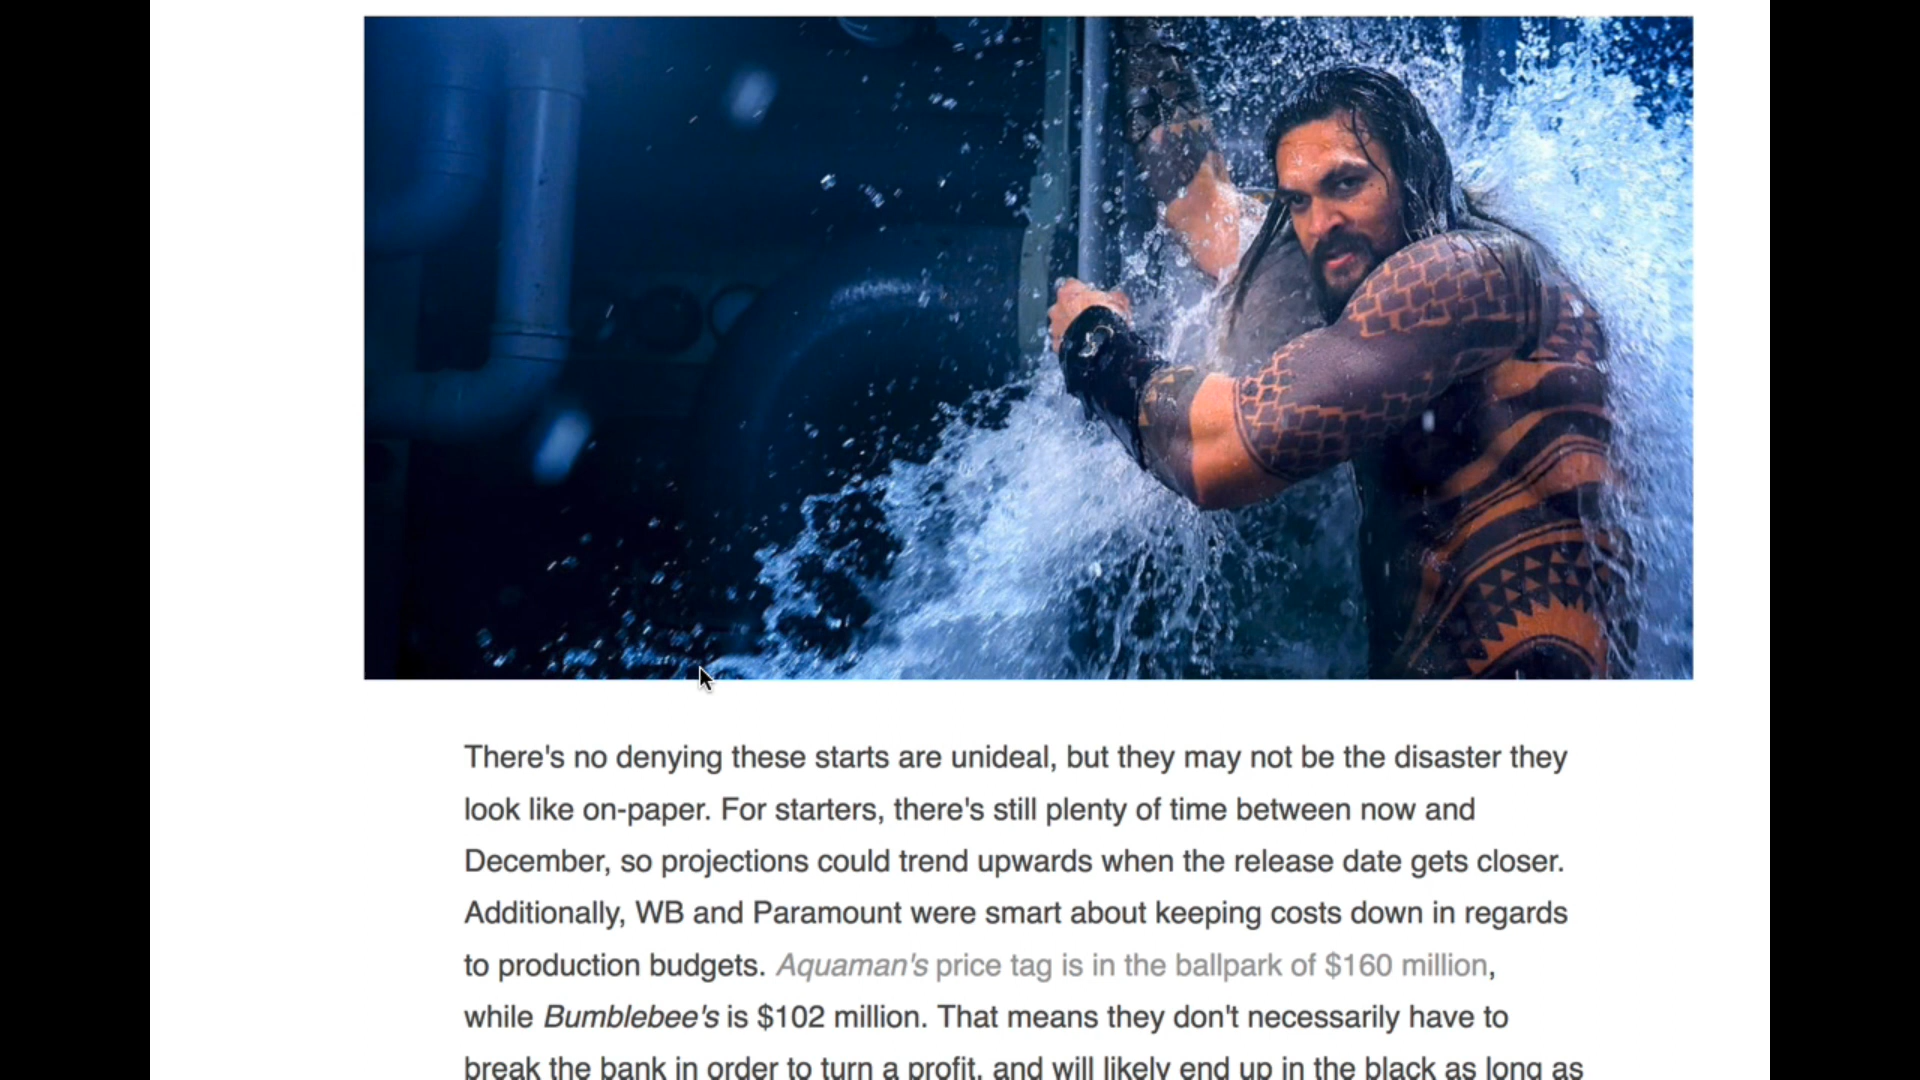 There's no denying these starts are unideal, but they may not be the disaster they
look like on-paper. For starters, there's still plenty of time between now and
December, so projections could trend upwards when the release date gets closer.
Additionally, WB and Paramount were smart about keeping costs down in regards
to production budgets. Aquaman's price tag is in the ballpark of $160 million,
while Bumblebee's is $102 million. That means they don't necessarily have to
break the bank in order to turn a profit, and will likely end up in the black as long as